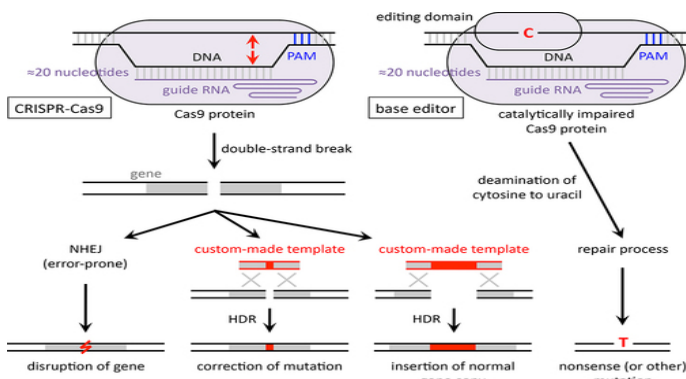 editing domain
C
DNA
PAM
≈20 nucleotides
guide RNA
CRISPR-Cas9
Cas9 protein
DNA
PAM
≈20 nucleotides
guide RNA
base editor
catalytically impaired
Cas9 protein
double-strand break
gene
deamination of
cytosine to uracil
NHEJ
(error-prone)
custom-made template
custom-made template
repair process
HDR
HDR
T
disruption of gene
correction of mutation
insertion of normal
gene copy
nonsense (or other)
mutation